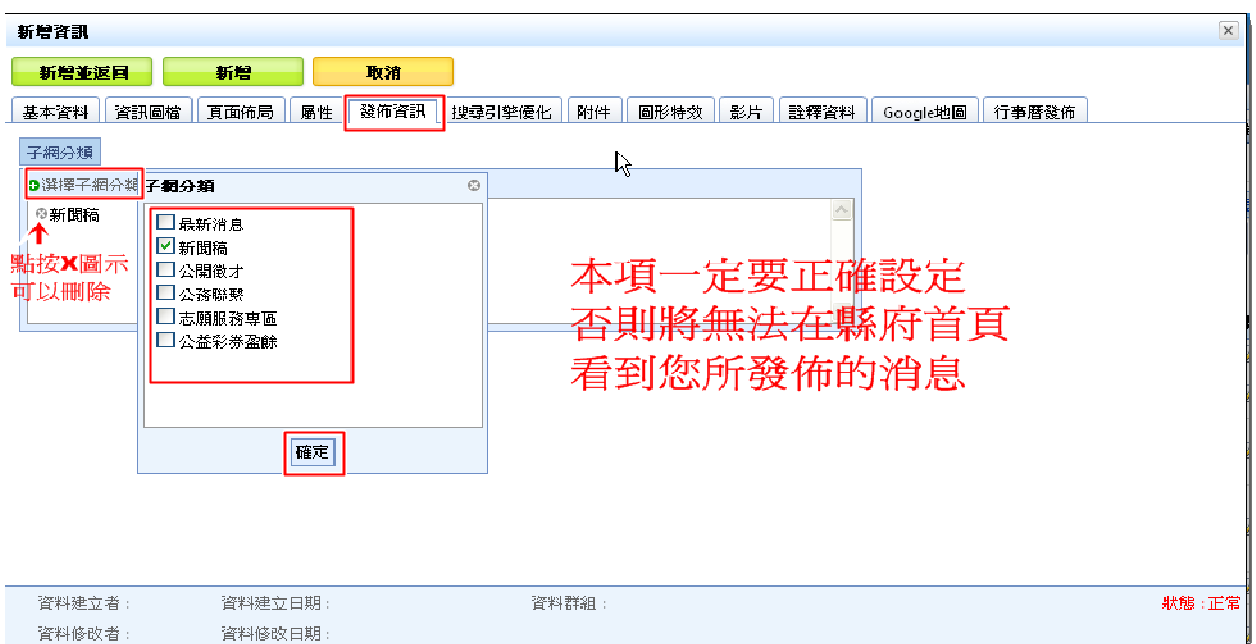 新增資訊
新增並返回 新增 取消
基本資料 資訊圖檔 頁面佈局 屬性 發佈資訊 搜尋引擎優化 附件 圖形特效 影片 詮釋資料 Google地圖 行事曆發佈
子網分類
選擇子網分類
新聞稿
點按X圖示
可以刪除
子網分類
最新消息
新聞稿
公開徵才
公務聯繫
志願服務專區
公益彩券盈餘
確定
本項一定要正確設定
否則將無法在縣府首頁
看到您所發佈的消息
資料建立者: 資料建立日期: 資料群組: 狀態:正常
資料修改者: 資料修改日期: